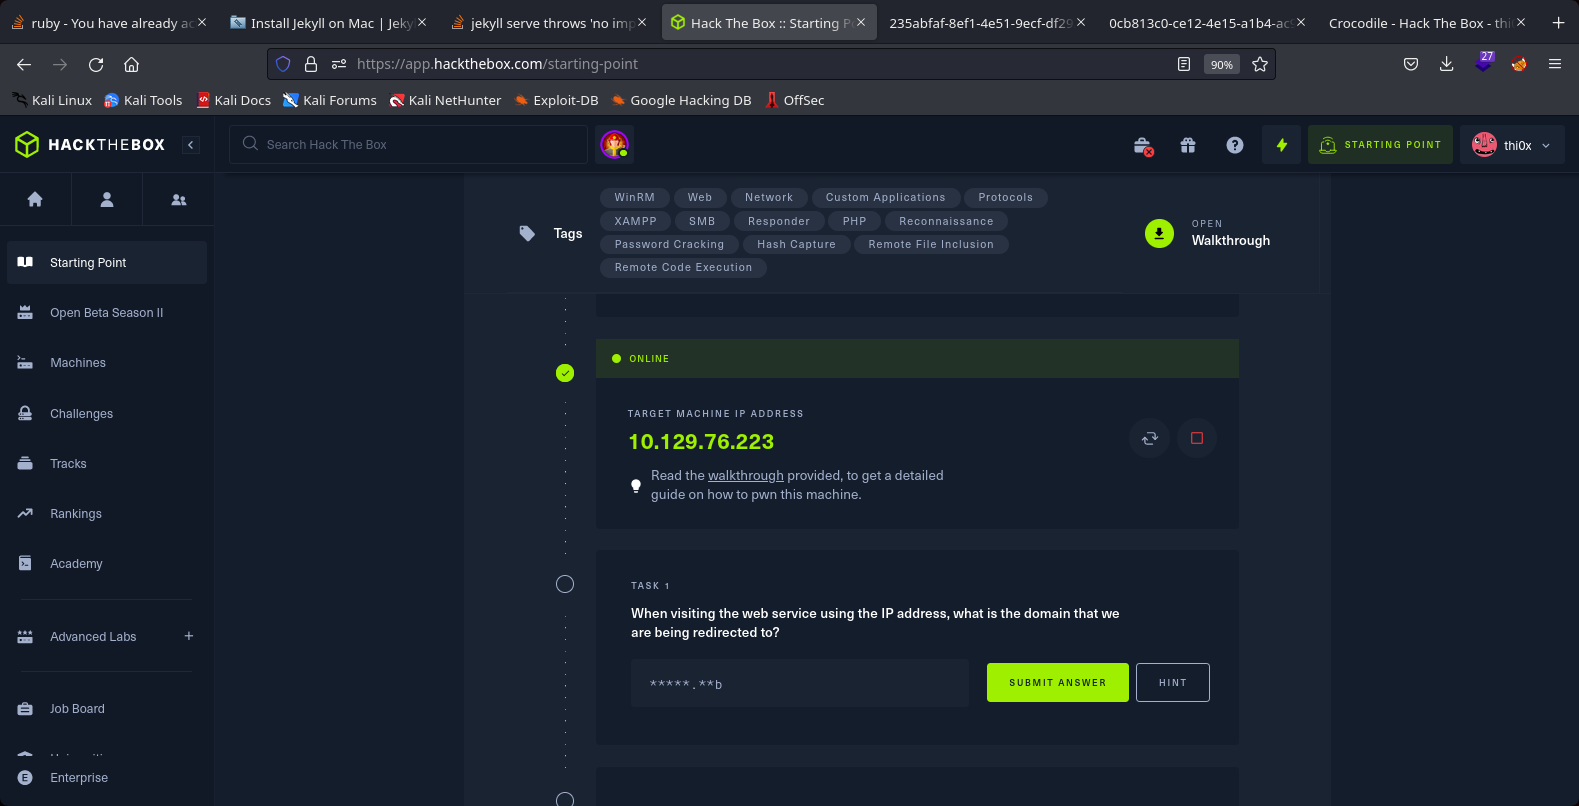 ruby - You have already ac
Install Jekyll on Mac | Jeky
jekyll serve throws 'no imp
Hack The Box :: Starting P
235abfaf-8ef1-4e51-9ecf-df29
0cb813c0-ce12-4e15-a1b4-ac
Crocodile - Hack The Box - thi
https://app.hackthebox.com/starting-point
90%
27
Kali Linux
Kali Tools
Kali Docs
Kali Forums
Kali NetHunter
Exploit-DB
Google Hacking DB
OffSec
HACKTHEBOX
Search Hack The Box
STARTING POINT
thi0x
Starting Point
Open Beta Season II
Machines
Challenges
Tracks
Rankings
Academy
Advanced Labs
Job Board
Enterprise
Tags
WinRM
Web
Network
Custom Applications
Protocols
XAMPP
SMB
Responder
PHP
Reconnaissance
Password Cracking
Hash Capture
Remote File Inclusion
Remote Code Execution
OPEN
Walkthrough
ONLINE
TARGET MACHINE IP ADDRESS
10.129.76.223
Read the walkthrough provided, to get a detailed
guide on how to pwn this machine.
TASK 1
When visiting the web service using the IP address, what is the domain that we
are being redirected to?
*****.**b
SUBMIT ANSWER
HINT